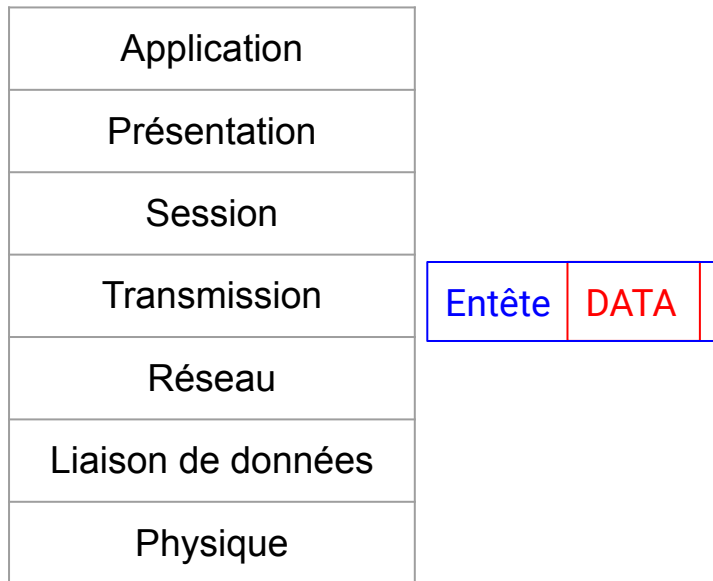 Application
Présentation
Session
Transmission
Entête DATA
Réseau
Liaison de données
Physique